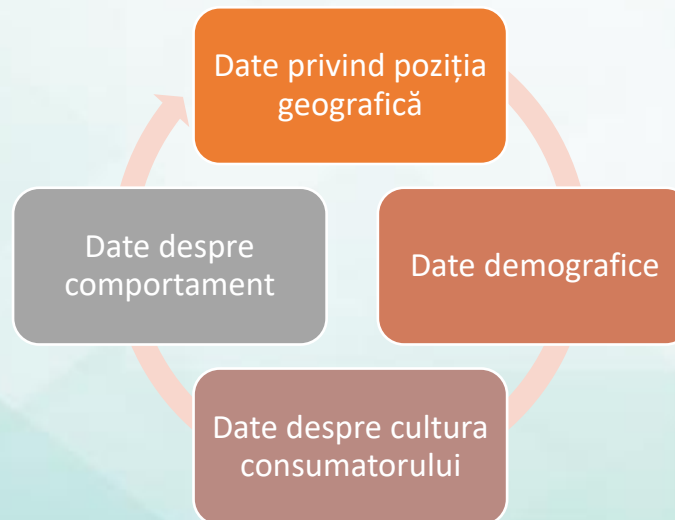 Date privind poziția
geografică
Date demografice
Date despre cultura
consumatorului
Date despre
comportament